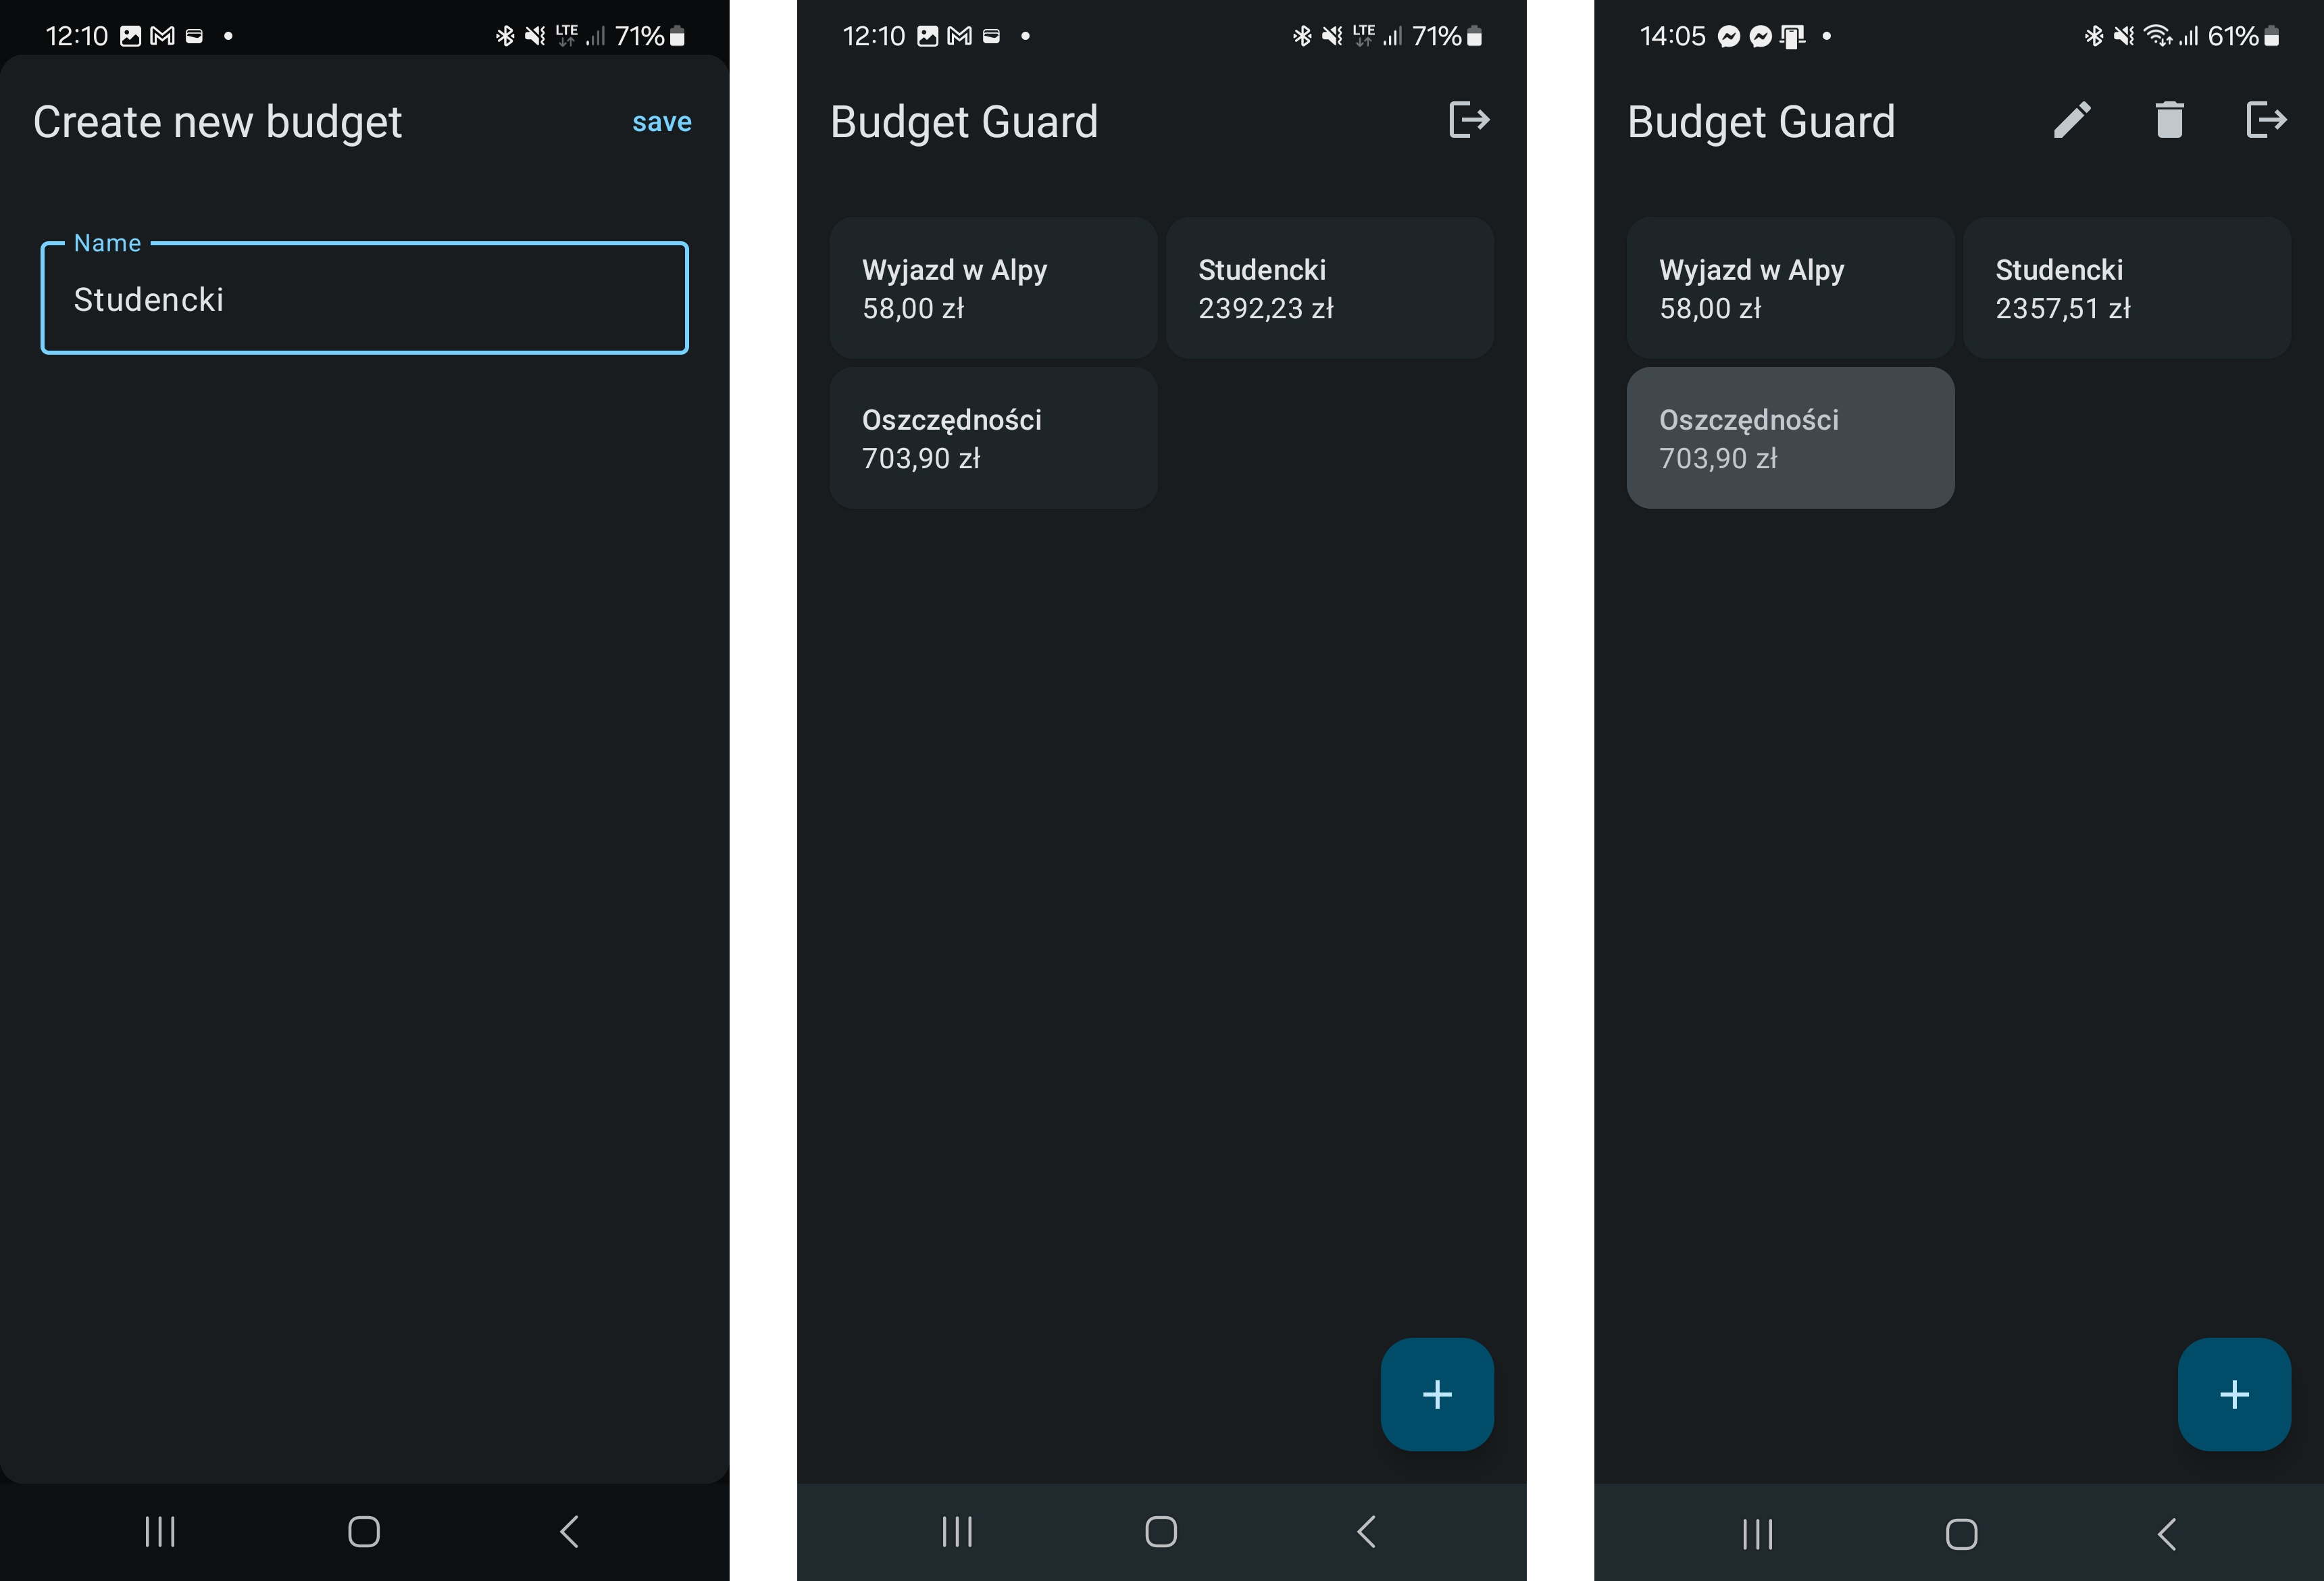 12:10
LTE
71%
Create new budget
save
Name
Studencki
12:10
LTE
71%
Budget Guard
Wyjazd w Alpy
58,00 zł
Studencki
2392,23 zł
Oszczędności
703,90 zł
14:05
61%
Budget Guard
Wyjazd w Alpy
58,00 zł
Studencki
2357,51 zł
Oszczędności
703,90 zł